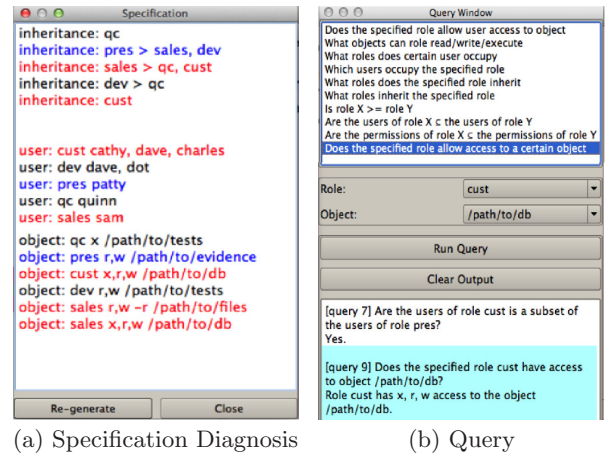 Specification
inheritance: qc
inheritance: pres > sales, dev
inheritance: sales > qc, cust
inheritance: dev > qc
inheritance: cust
user: cust cathy, dave, charles
user: dev dave, dot
user: pres patty
user: qc quinn
user: sales sam
object: qc x /path/to/tests
object: pres r,w /path/to/evidence
object: cust x,r,w /path/to/db
object: dev r,w /path/to/tests
object: sales r,w -r /path/to/files
object: sales x,r,w /path/to/db
Re-generate
Close
(a) Specification Diagnosis
Query Window
Does the specified role allow user access to object
What objects can role read/write/execute
What roles does certain user occupy
Which users occupy the specified role
What roles does the specified role inherit
What roles inherit the specified role
Is role X >= role Y
Are the users of role X ⊂ the users of role Y
Are the permissions of role X ⊂ the permissions of role Y
Does the specified role allow access to a certain object
Role:
cust
Object:
/path/to/db
Run Query
Clear Output
[query 7] Are the users of role cust is a subset of
the users of role pres?
Yes.
[query 9] Does the specified role cust have access
to object /path/to/db?
Role cust has x, r, w access to the object
/path/to/db.
(b) Query